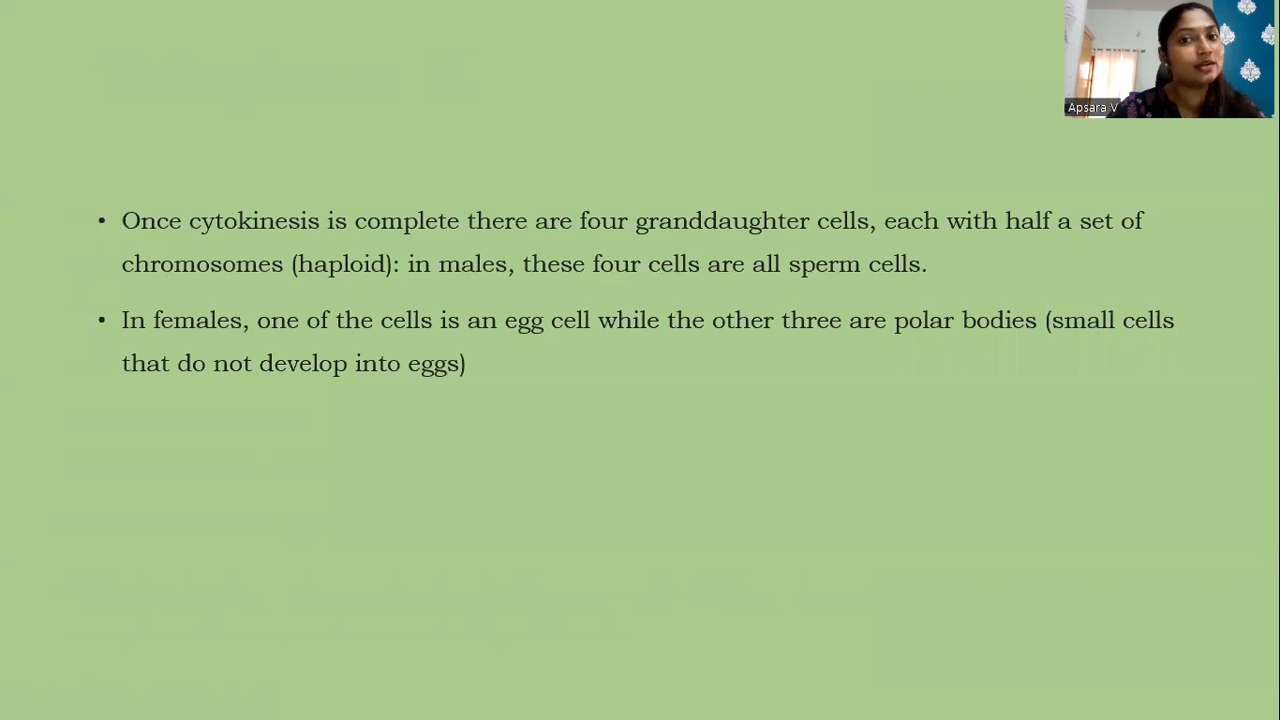 Apsara V
• Once cytokinesis is complete there are four granddaughter cells, each with half a set of
chromosomes (haploid): in males, these four cells are all sperm cells.
• In females, one of the cells is an egg cell while the other three are polar bodies (small cells
that do not develop into eggs)